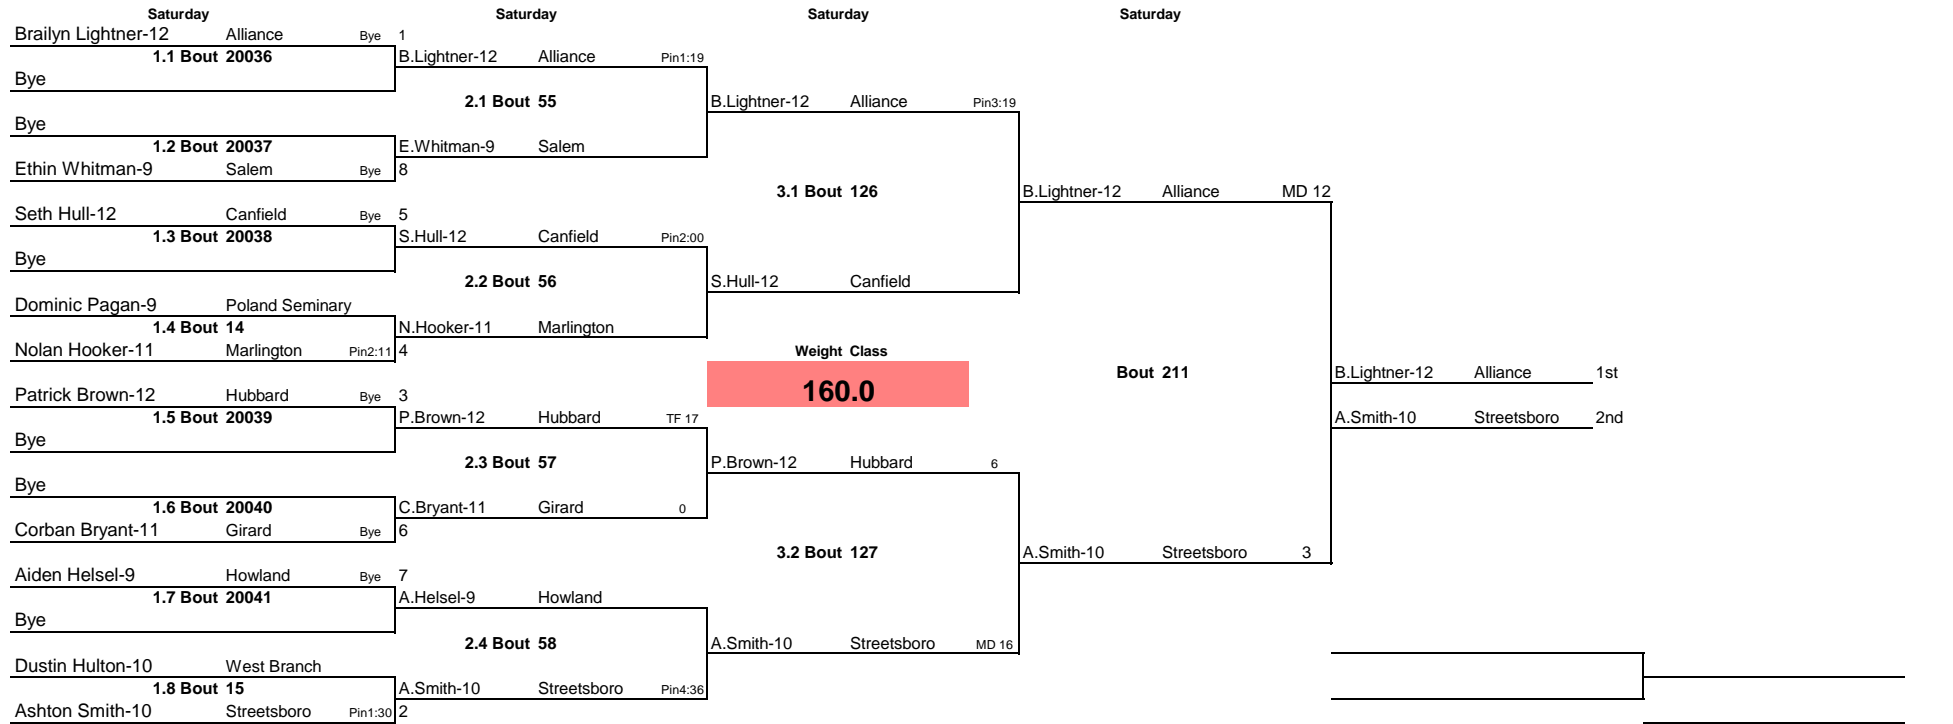 Saturday Saturday Saturday Saturday
Brailyn Lightner-12 Alliance Bye 1
1.1 Bout 20036 B.Lightner-12 Alliance Pin1:19
Bye
2.1 Bout 55 B.Lightner-12 Alliance Pin3:19
Bye
1.2 Bout 20037 E.Whitman-9 Salem
Ethin Whitman-9 Salem Bye 8
3.1 Bout 126 B.Lightner-12 Alliance MD 12
Seth Hull-12 Canfield Bye 5
1.3 Bout 20038 S.Hull-12 Canfield Pin2:00
Bye
2.2 Bout 56 S.Hull-12 Canfield
Dominic Pagan-9 Poland Seminary
1.4 Bout 14 N.Hooker-11 Marlington
Nolan Hooker-11 Marlington Pin2:11 4 Weight Class
Bout 211 B.Lightner-12 Alliance 1st
Patrick Brown-12 Hubbard Bye 3 160.0
1.5 Bout 20039 P.Brown-12 Hubbard TF 17 A.Smith-10 Streetsboro 2nd
Bye
2.3 Bout 57 P.Brown-12 Hubbard 6
Bye
1.6 Bout 20040 C.Bryant-11 Girard 0
Corban Bryant-11 Girard Bye 6
3.2 Bout 127 A.Smith-10 Streetsboro 3
Aiden Helsel-9 Howland Bye 7
1.7 Bout 20041 A.Helsel-9 Howland
Bye
2.4 Bout 58 A.Smith-10 Streetsboro MD 16
Dustin Hulton-10 West Branch
1.8 Bout 15 A.Smith-10 Streetsboro Pin4:36
Ashton Smith-10 Streetsboro Pin1:30 2